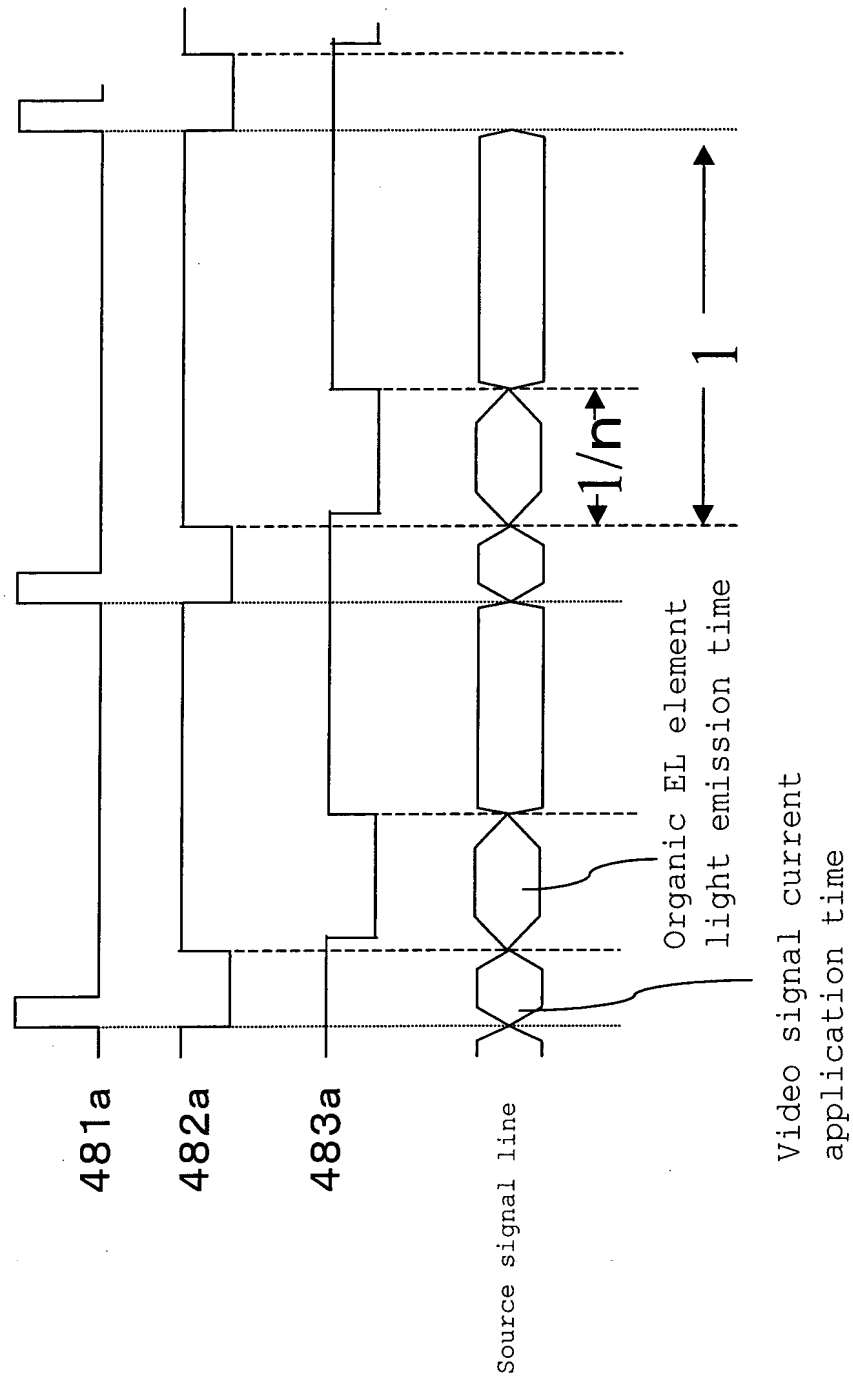 481a
482a
483a
Source signal line
1/n
1
Organic EL element
light emission time
Video signal current
application time